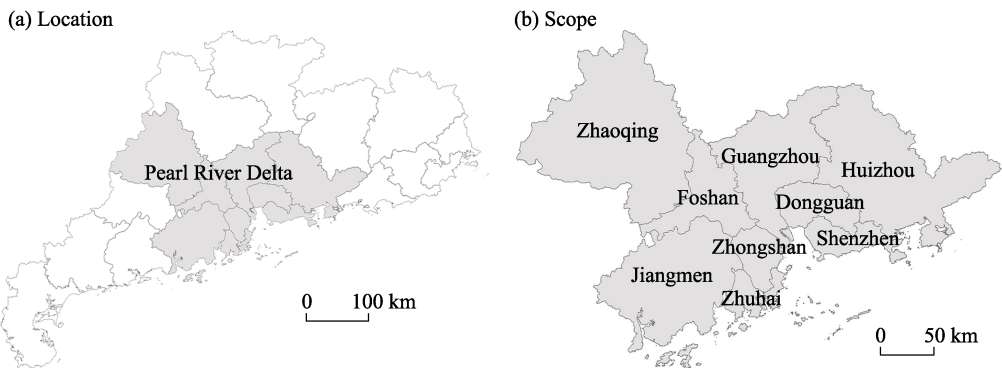 (a) Location
Pearl River Delta
0 100 km
(b) Scope
Zhaoqing
Guangzhou
Huizhou
Foshan
Dongguan
Shenzhen
Zhongshan
Jiangmen
Zhuhai
0 50 km